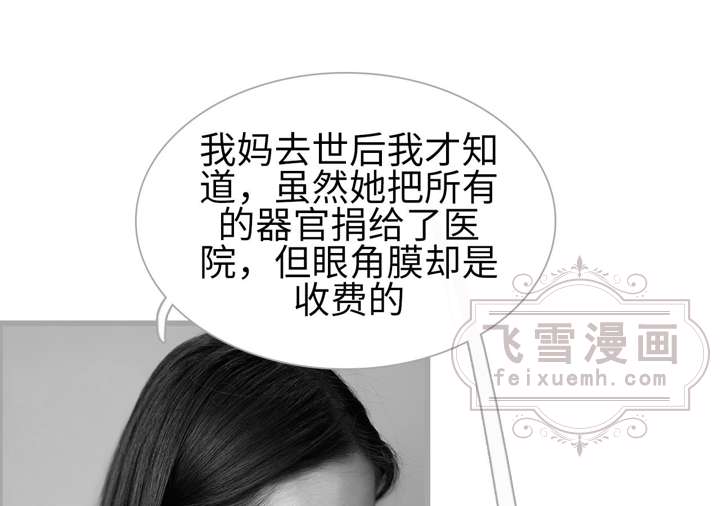 我妈去世后我才知
道，虽然她把所有
的器官捐给了医
院，但眼角膜却是
收费的
飞雪漫画
feixuemh.com